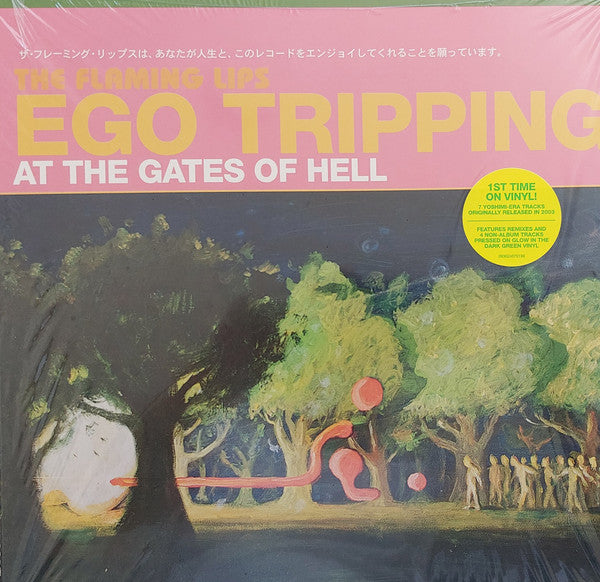 ザ・フレーミング・リップスは、あなたが人生と、このレコードをエンジョイしてくれることを願っています。
THE FLAMING LIPS
EGO TRIPPING
AT THE GATES OF HELL
1ST TIME
ON VINYL!
7 YOSHIMI-ERA TRACKS
ORIGINALLY RELEASED IN 2003
FEATURES REMIXES AND
4 NON-ALBUM TRACKS
PRESSED ON GLOW IN THE
DARK GREEN VINYL